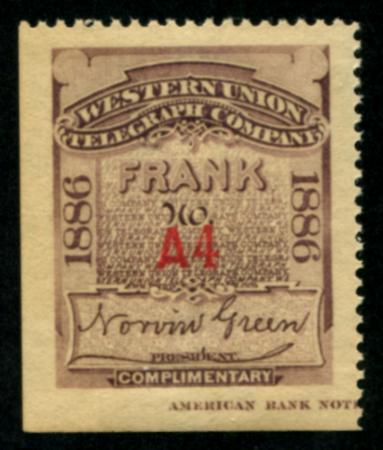 WESTERN UNION
TELEGRAPH COMPANY
1886
FRANK
No.
A4
1886
Norvin Green
PRESIDENT
COMPLIMENTARY
AMERICAN BANK NOTE